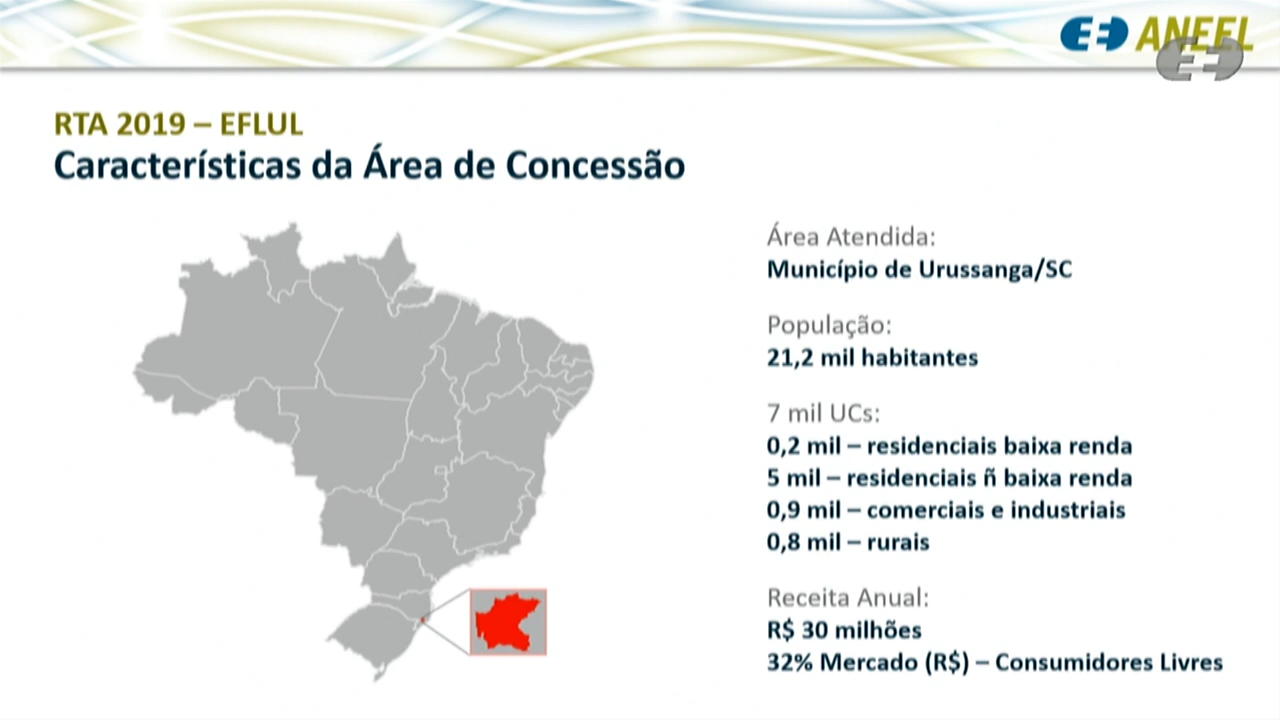 ANEEL
RTA 2019 – EFLUL
Características da Área de Concessão
Área Atendida:
Município de Urussanga/SC
População:
21,2 mil habitantes
7 mil UCs:
0,2 mil – residenciais baixa renda
5 mil – residenciais ñ baixa renda
0,9 mil – comerciais e industriais
0,8 mil – rurais
Receita Anual:
R$ 30 milhões
32% Mercado (R$) – Consumidores Livres